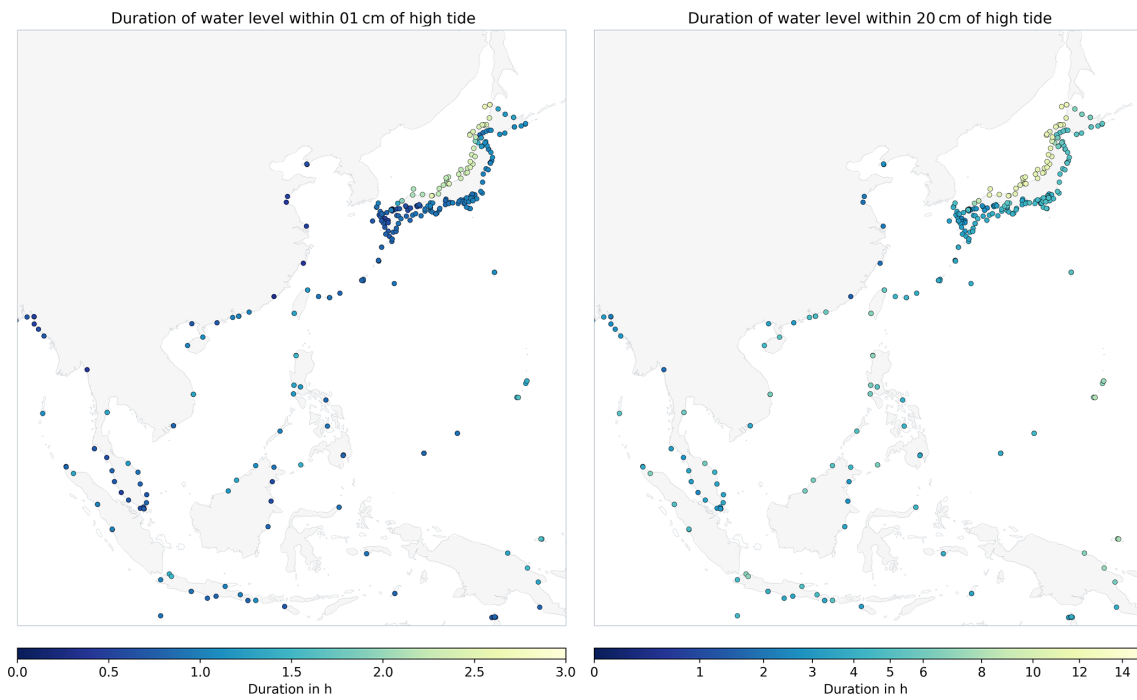 Duration of water level within 01 cm of high tide
Duration of water level within 20 cm of high tide
0.0 0.5 1.0 1.5 2.0 2.5 3.0
Duration in h
0 1 2 3 4 5 6 8 10 12 14
Duration in h